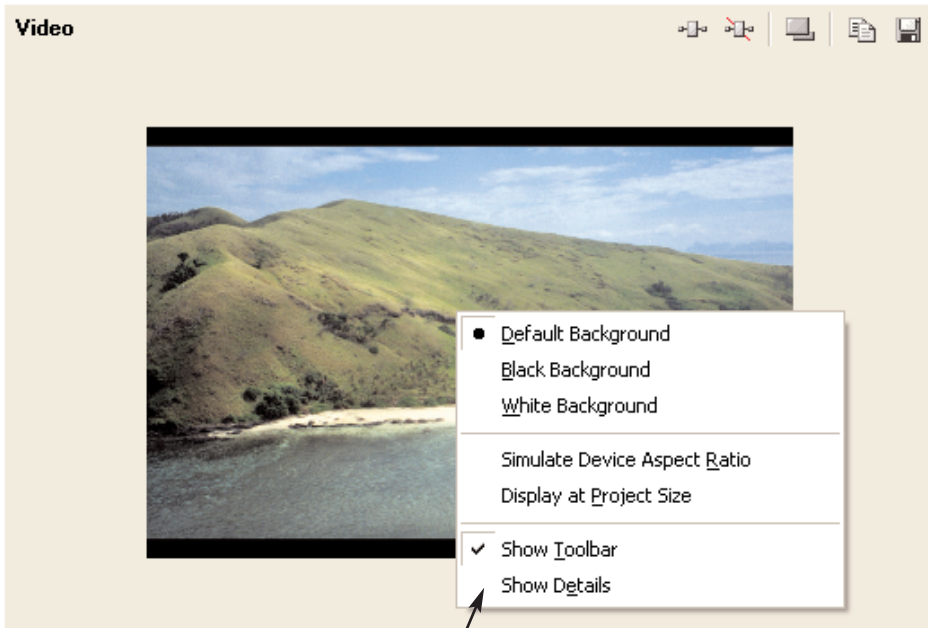 Video
Default Background
Black Background
White Background
Simulate Device Aspect Ratio
Display at Project Size
Show Toolbar
Show Details